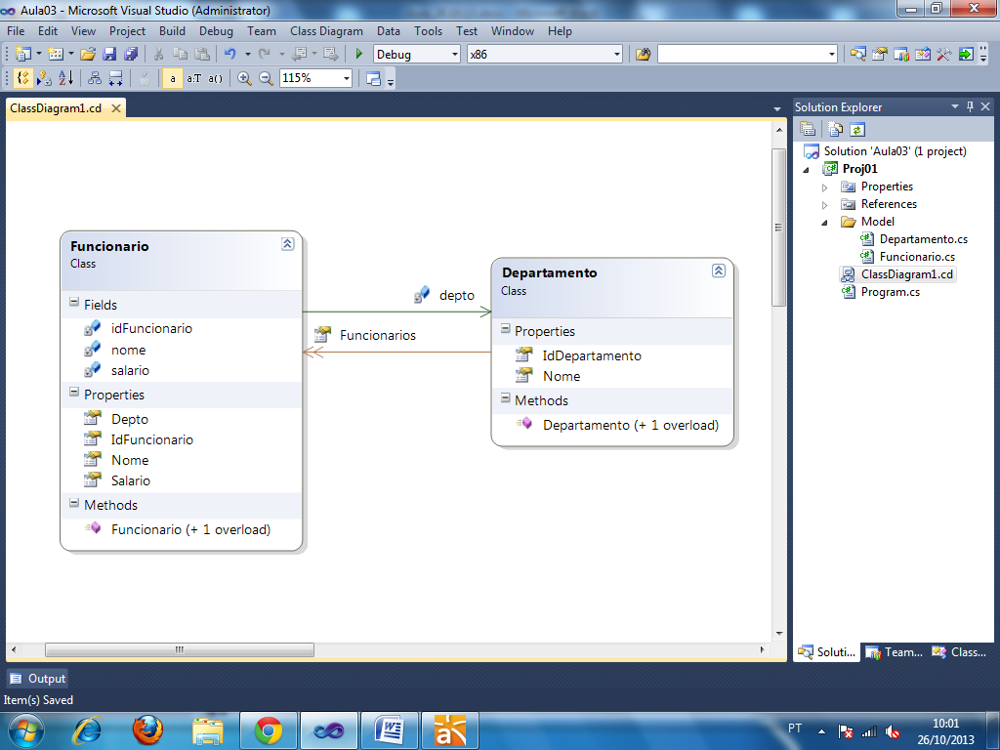 Aula03 - Microsoft Visual Studio (Administrator)
File Edit View Project Build Debug Team Class Diagram Data Tools Test Window Help
Debug x86
a a:T a() 115%
ClassDiagram1.cd
Funcionario
Class
Fields
idFuncionario
nome
salario
Properties
Depto
IdFuncionario
Nome
Salario
Methods
Funcionario (+ 1 overload)
depto
Funcionarios
Departamento
Class
Properties
IdDepartamento
Nome
Methods
Departamento (+ 1 overload)
Solution Explorer
Solution 'Aula03' (1 project)
Proj01
Properties
References
Model
Departamento.cs
Funcionario.cs
ClassDiagram1.cd
Program.cs
Soluti... Team... Class...
Output
Item(s) Saved
PT
10:01
26/10/2013